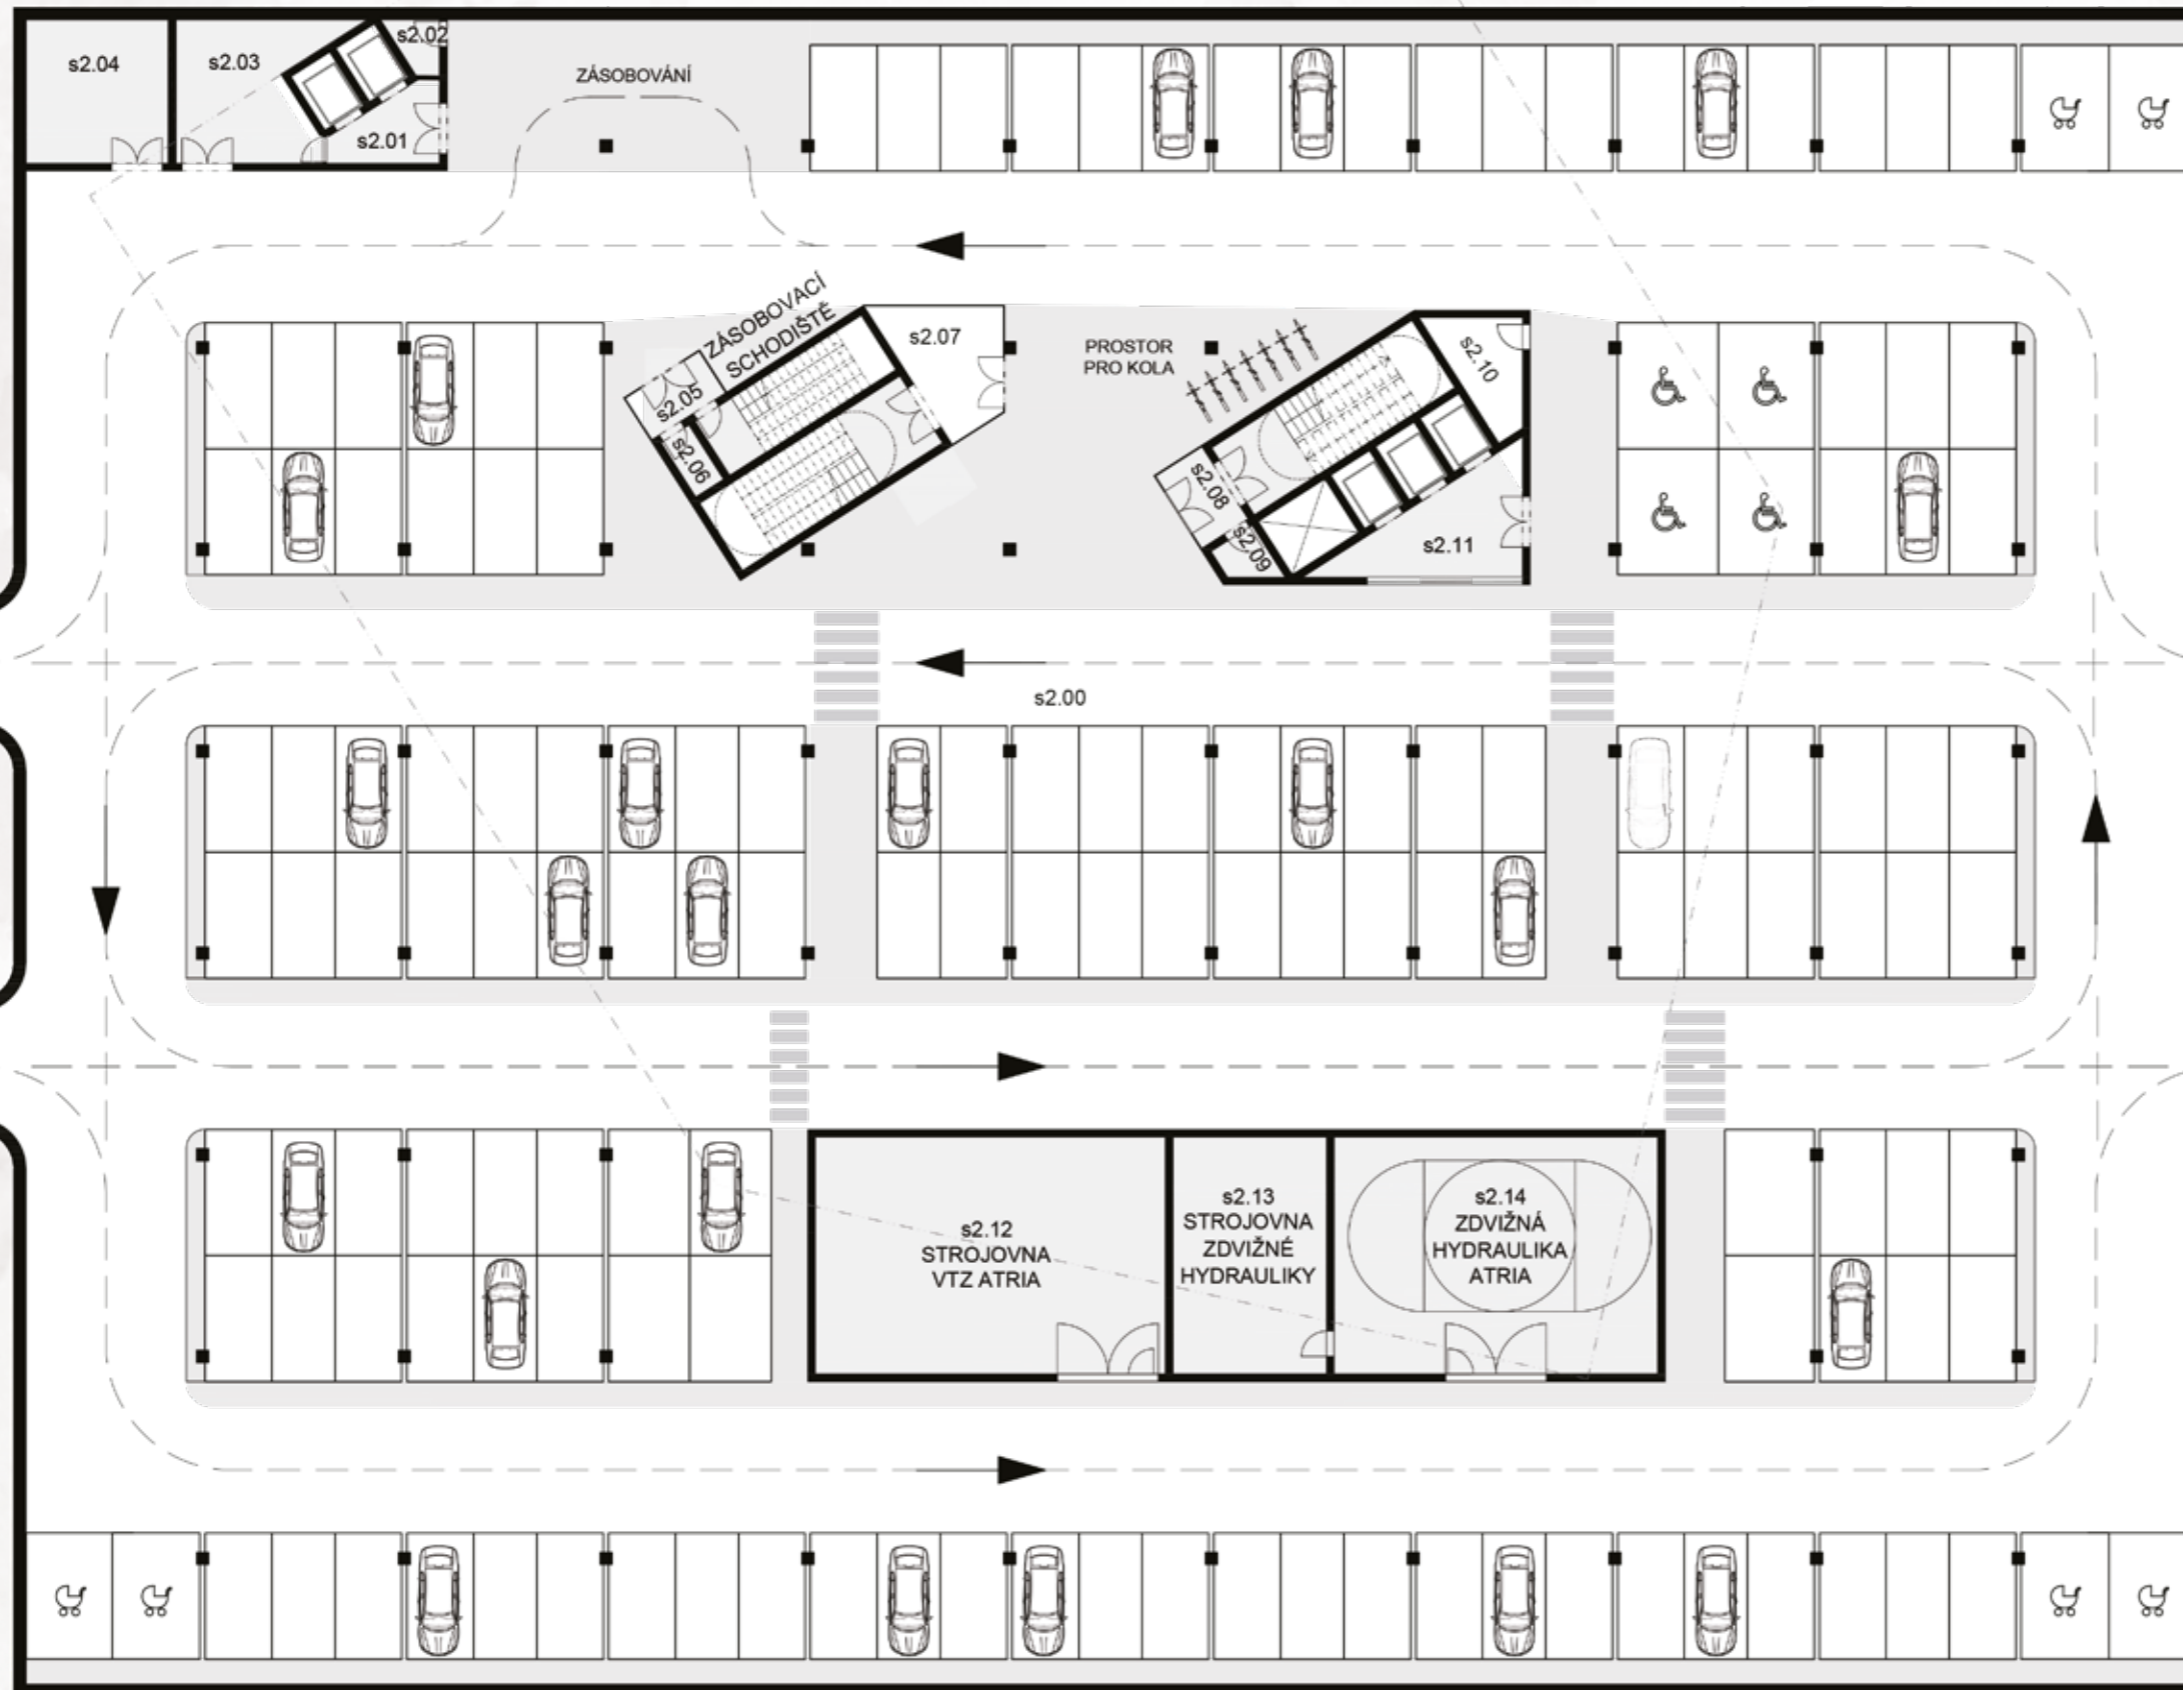 s2.04
s2.03
s2.02
s2.01
ZÁSOBOVÁNÍ
ZÁSOBOVACÍ
SCHODIŠTĚ
s2.05
s2.06
s2.07
PROSTOR
PRO KOLA
s2.08
s2.09
s2.10
s2.11
s2.00
s2.12
STROJOVNA
VTZ ATRIA
s2.13
STROJOVNA
ZDVIŽNÉ
HYDRAULIKY
s2.14
ZDVIŽNÁ
HYDRAULIKA
ATRIA